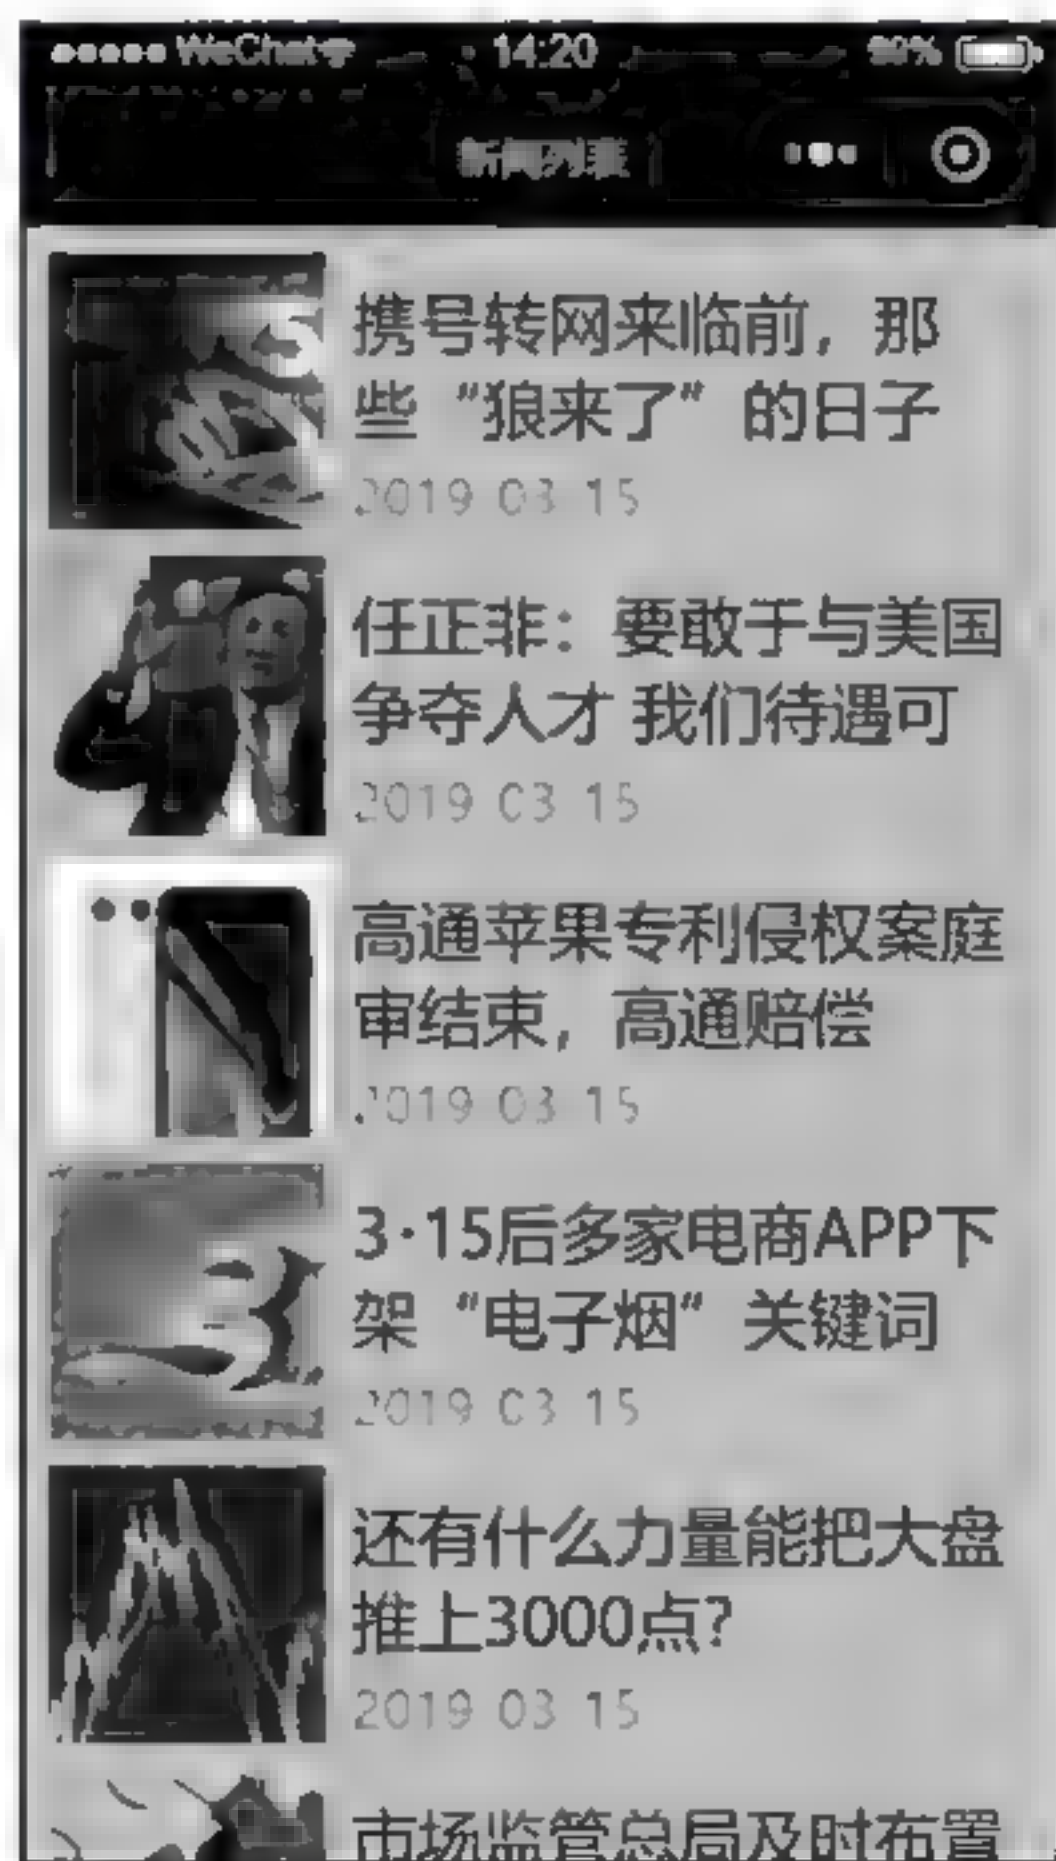 WeChat 14:20
新闻列表
携号转网来临前，那
些“狼来了”的日子
2019 03 15
任正非：要敢于与美国
争夺人才 我们待遇可
2019 03 15
高通苹果专利侵权案庭
审结束，高通赔偿
2019 03 15
3·15后多家电商APP下
架“电子烟”关键词
2019 03 15
还有什么力量能把大盘
推上3000点?
2019 03 15
市场监管总局及时布置